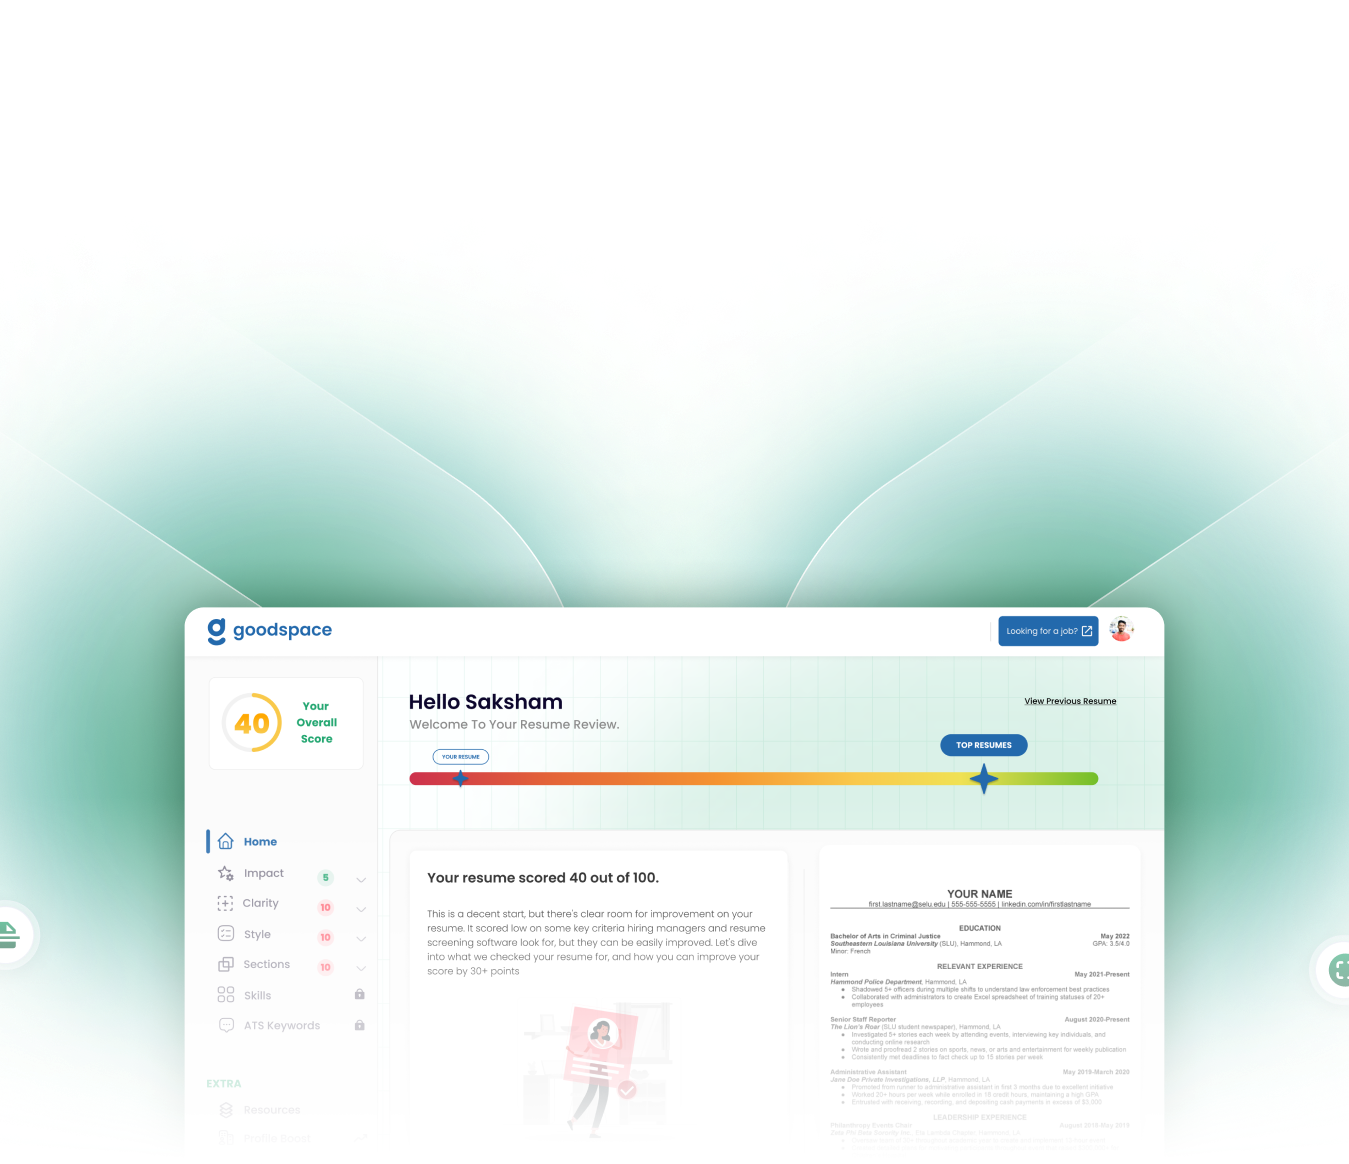 goodspace
Looking for a job?
40
Your
Overall
Score
Hello Saksham
Welcome To Your Resume Review.
View Previous Resume
YOUR RESUME
TOP RESUMES
Home
Impact 5
Clarity 10
Style 10
Sections 10
Skills
ATS Keywords
EXTRA
Resources
Profile Boost
Your resume scored 40 out of 100.
This is a decent start, but there's clear room for improvement on your
resume. It scored low on some key criteria hiring managers and resume
screening software look for, but they can be easily improved. Let's dive
into what we checked your resume for, and how you can improve your
score by 30+ points
YOUR NAME
first.lastname@selu.edu | 555-555-5555 | linkedin.com/in/firstlastname
EDUCATION
Bachelor of Arts in Criminal Justice May 2022
Southeastern Louisiana University (SLU), Hammond, LA GPA: 3.5/4.0
Minor: French
RELEVANT EXPERIENCE
Intern May 2021-Present
Hammond Police Department, Hammond, LA
● Shadowed 5+ officers during multiple shifts to understand law enforcement best practices
● Collaborated with administrators to create Excel spreadsheet of training statuses of 20+
employees
Senior Staff Reporter August 2020-Present
The Lion's Roar (SLU student newspaper), Hammond, LA
● Investigated 5+ stories each week by attending events, interviewing key individuals, and
conducting online research
● Wrote and proofread 2 stories on sports, news, or arts and entertainment for weekly publication
● Consistently met deadlines to fact check up to 15 stories per week
Administrative Assistant May 2019-March 2020
Jane Doe Private Investigations, LLP, Hammond, LA
● Promoted from runner to administrative assistant in first 3 months due to excellent initiative
● Worked 20+ hours per week while enrolled in 18 credit hours, maintaining a high GPA
● Entrusted with receiving, recording, and depositing cash payments in excess of $3,000
LEADERSHIP EXPERIENCE
Philanthropy Events Chair August 2018-May 2019